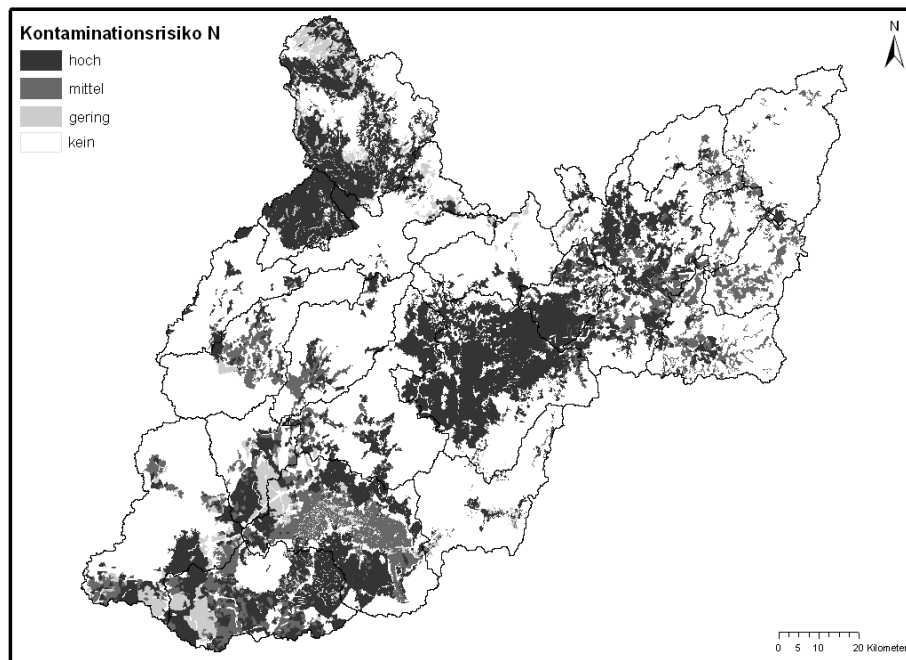 Kontaminationsrisiko N
hoch
mittel
gering
kein
N
0 5 10 20 Kilometer